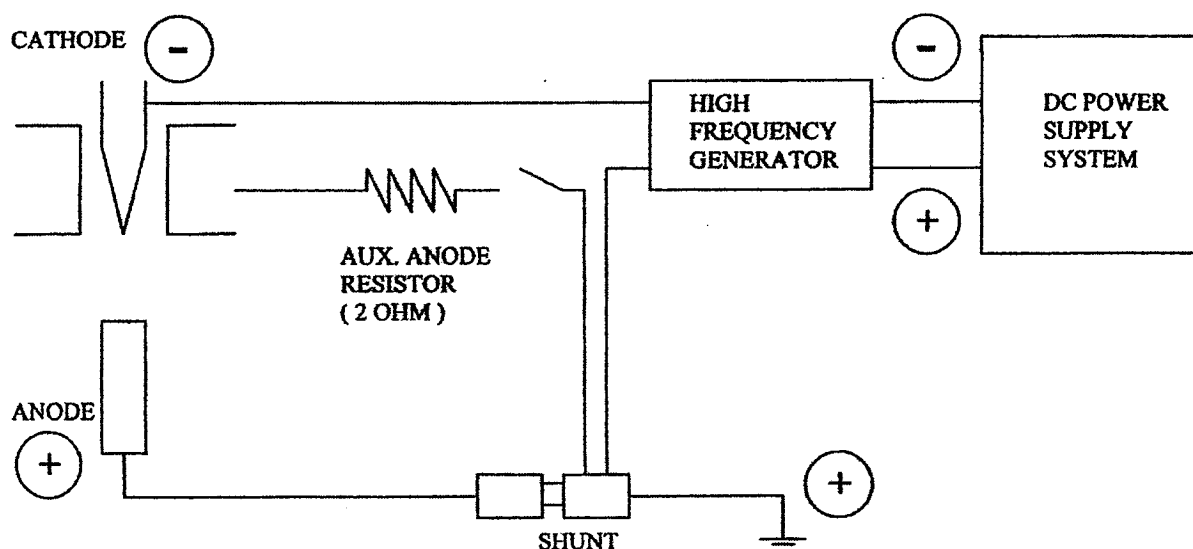 CATHODE
-
-
HIGH
FREQUENCY
GENERATOR
DC POWER
SUPPLY
SYSTEM
+
AUX. ANODE
RESISTOR
( 2 OHM )
ANODE
+
+
SHUNT